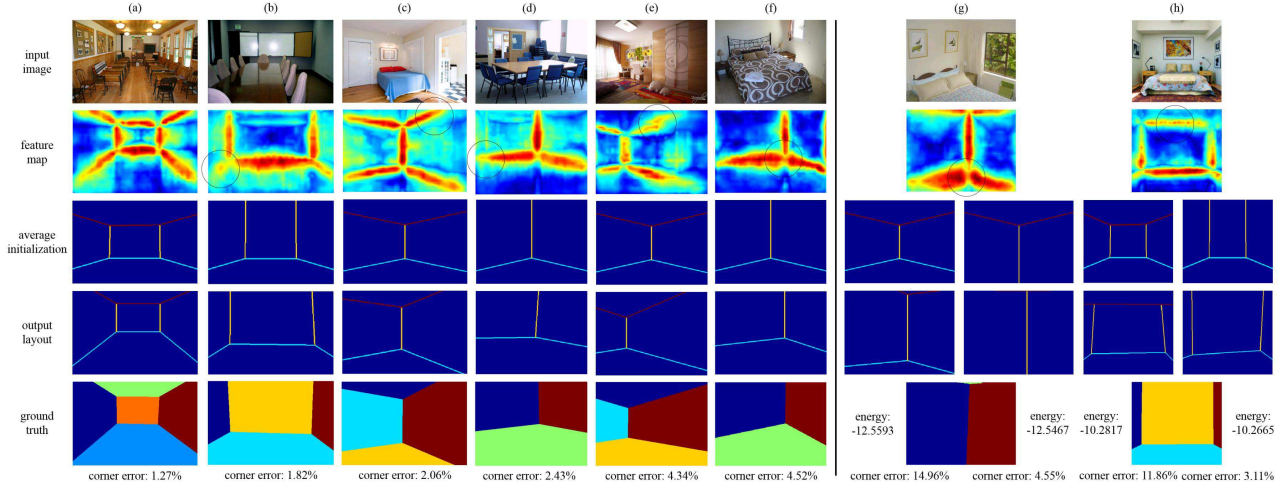 (a) (b) (c) (d) (e) (f) (g) (h)
input
image
feature
map
average
initialization
output
layout
ground
truth
energy:
-12.5593
energy:
-12.5467
energy:
-10.2817
energy:
-10.2665
corner error: 1.27% corner error: 1.82% corner error: 2.06% corner error: 2.43% corner error: 4.34% corner error: 4.52% corner error: 14.96% corner error: 4.55% corner error: 11.86% corner error: 3.11%